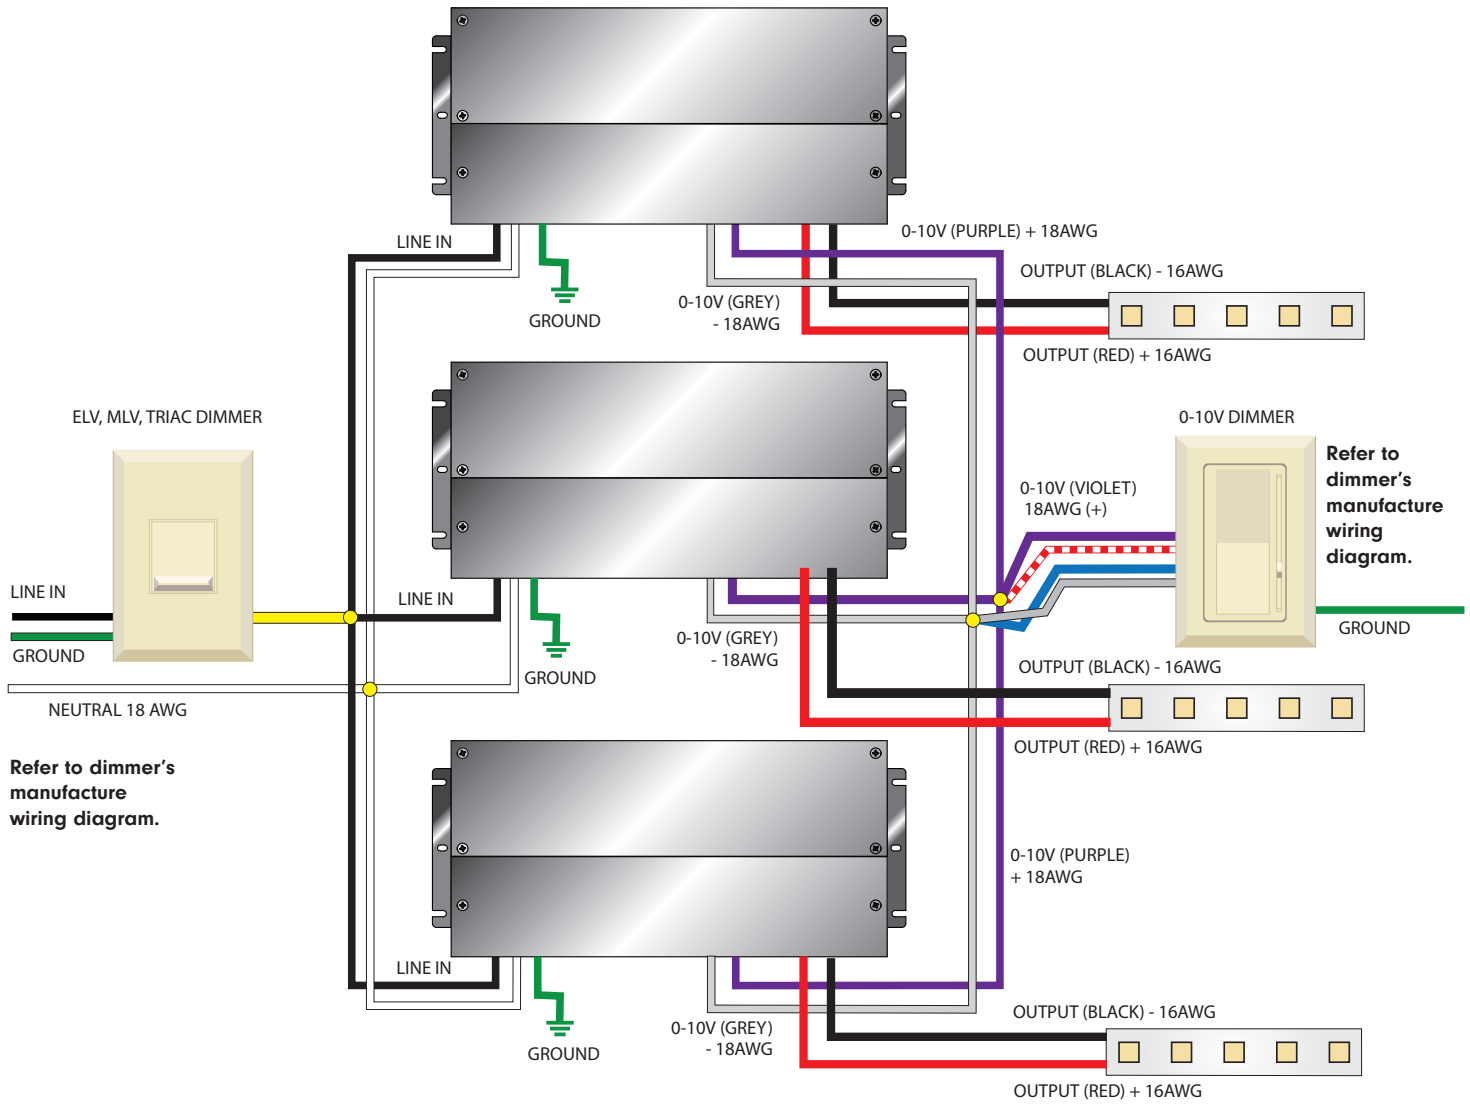 LINE IN
0-10V (PURPLE) + 18AWG
OUTPUT (BLACK) - 16AWG
0-10V (GREY)
- 18AWG
GROUND
OUTPUT (RED) + 16AWG
ELV, MLV, TRIAC DIMMER
0-10V DIMMER
Refer to
dimmer's
manufacture
wiring
diagram.
0-10V (VIOLET)
18AWG (+)
LINE IN
LINE IN
GROUND
GROUND
0-10V (GREY)
- 18AWG
GROUND
OUTPUT (BLACK) - 16AWG
NEUTRAL 18 AWG
OUTPUT (RED) + 16AWG
Refer to dimmer's
manufacture
wiring diagram.
0-10V (PURPLE)
+ 18AWG
LINE IN
0-10V (GREY)
- 18AWG
GROUND
OUTPUT (BLACK) - 16AWG
OUTPUT (RED) + 16AWG